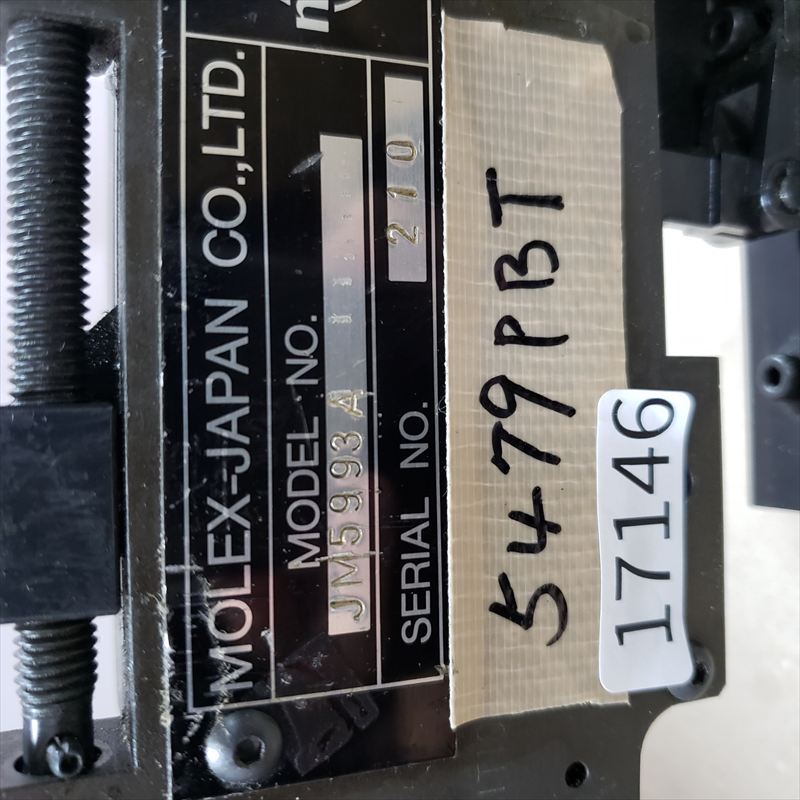 MOLEX-JAPAN CO.,LTD.
MODEL NO.
JM5993A
SERIAL NO.
210
5479PBT
17146